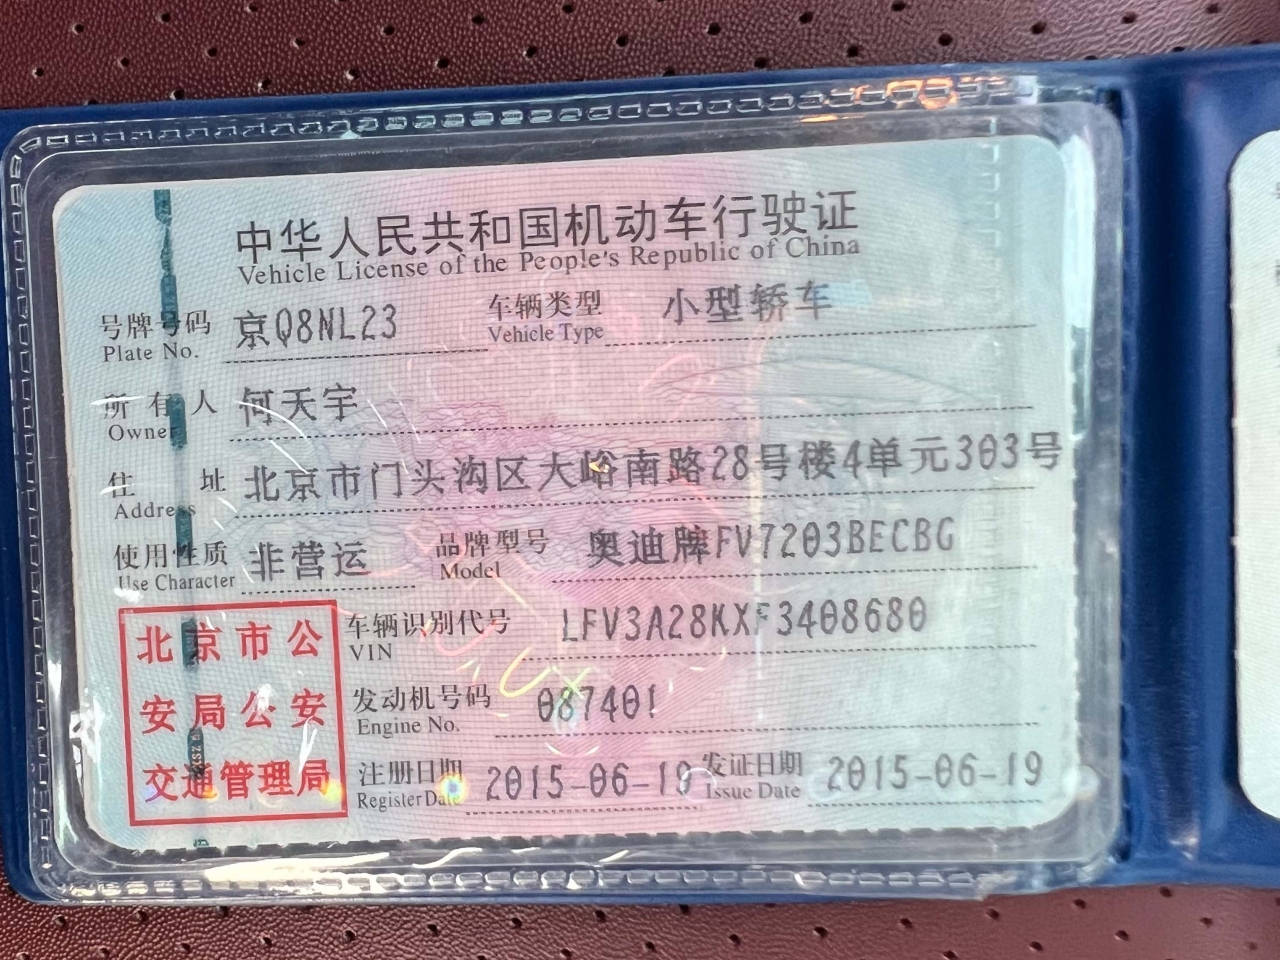 中华人民共和国机动车行驶证
Vehicle License of the People's Republic of China
号牌号码 京Q8NL23 车辆类型 小型轿车
Plate No. Vehicle Type
所有人 何天宇
Owner
住址 北京市门头沟区大峪南路28号楼4单元303号
Address
使用性质 非营运 品牌型号 奥迪牌FV7203BECBG
Use Character Model
车辆识别代号 LFV3A28KXF3408680
VIN
发动机号码 087401
Engine No.
注册日期 2015-06-19 发证日期 2015-06-19
Register Date Issue Date
北京市公
安局公安
交通管理局